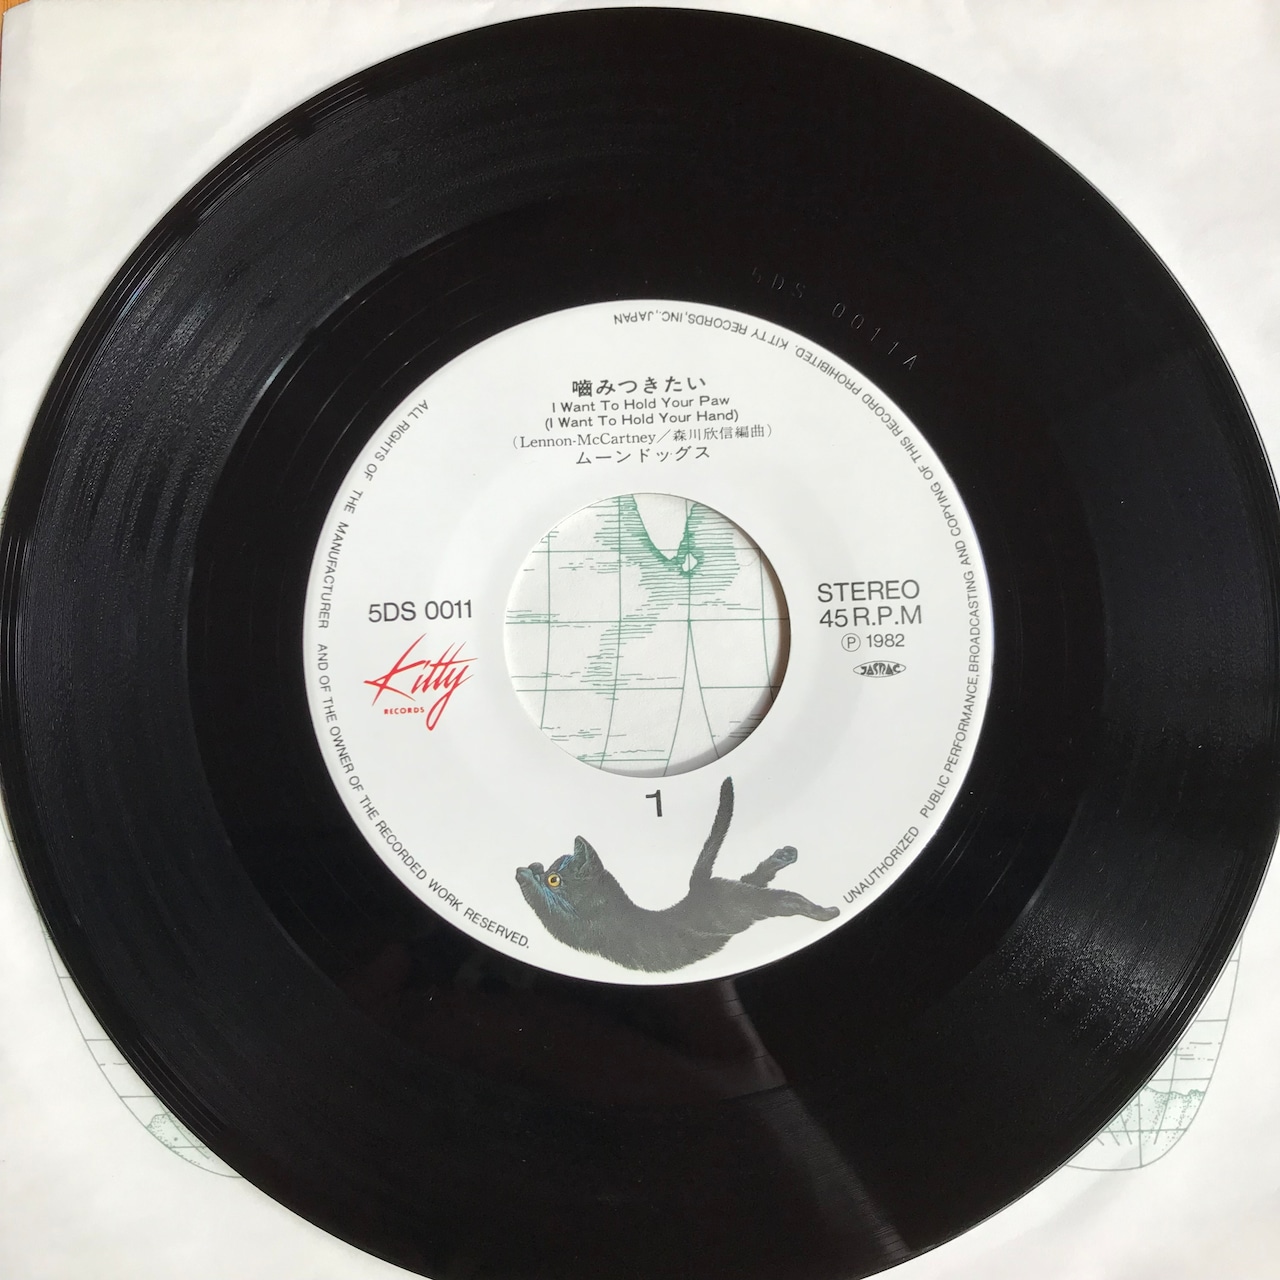 噛みつきたい
I Want To Hold Your Paw
(I Want To Hold Your Hand)
(Lennon-McCartney／森川欣信編曲)
ムーンドッグス
5DS 0011
Kitty
RECORDS
STEREO
45 R.P.M
Ⓟ 1982
JASRAC
1
ALL RIGHTS OF THE MANUFACTURER AND OF THE OWNER OF THE RECORDED WORK RESERVED.
UNAUTHORIZED PUBLIC PERFORMANCE, BROADCASTING AND COPYING OF THIS RECORD PROHIBITED. KITTY RECORDS, INC., JAPAN
5DS 0011A